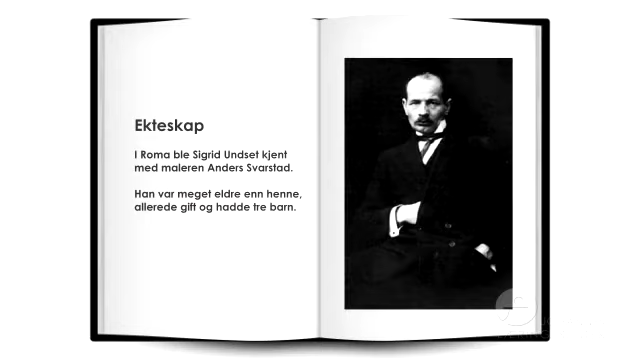 Ekteskap
I Roma ble Sigrid Undset kjent
med maleren Anders Svarstad.
Han var meget eldre enn henne,
allerede gift og hadde tre barn.